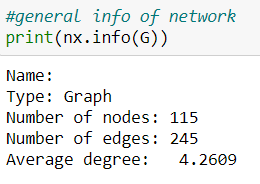 #general info of network
print(nx.info(G))
Name:
Type: Graph
Number of nodes: 115
Number of edges: 245
Average degree:   4.2609